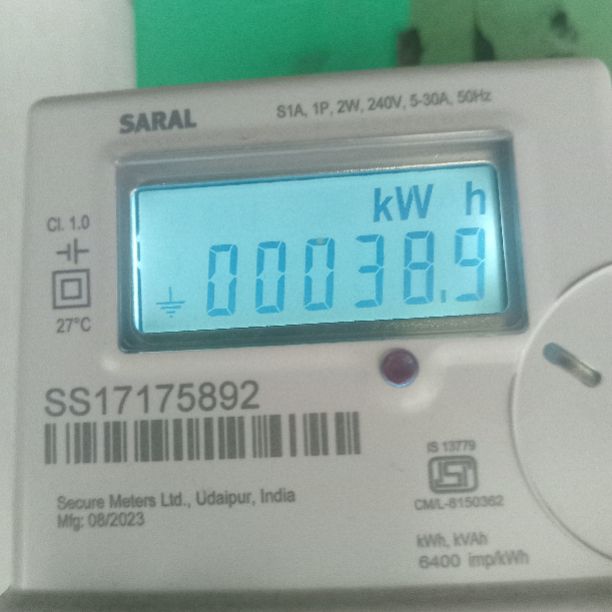 SARAL
S1A, 1P, 2W, 240V, 5-30A, 50Hz
kW h
00038.9
Cl. 1.0
27°C
SS17175892
Secure Meters Ltd., Udaipur, India
Mfg: 08/2023
IS 13779
ISI
CM/L-8150362
kWh, kVAh
6400 imp/kWh